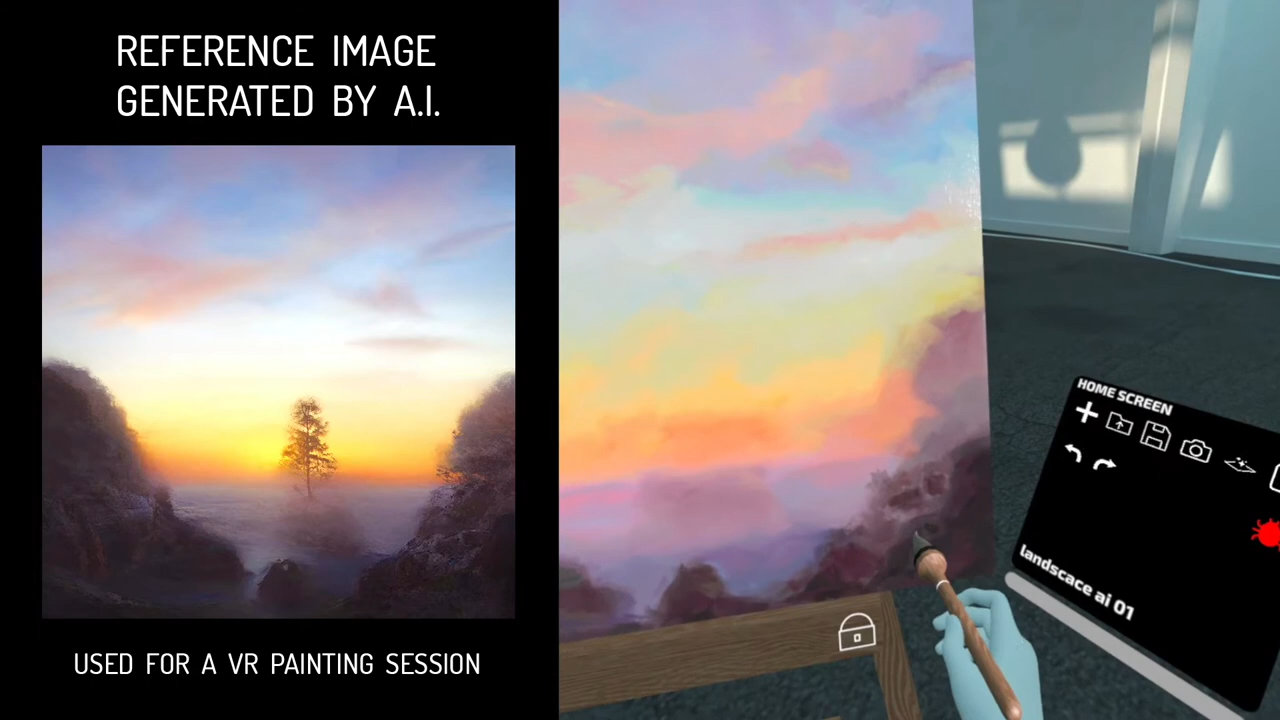 REFERENCE IMAGE
GENERATED BY A.I.
USED FOR A VR PAINTING SESSION
HOME SCREEN
landscace ai 01